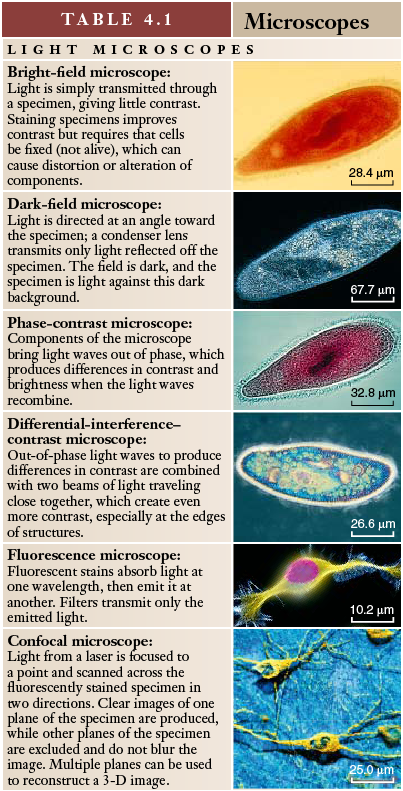 TABLE 4.1
Microscopes
LIGHT MICROSCOPES
Bright-field microscope:
Light is simply transmitted through
a specimen, giving little contrast.
Staining specimens improves
contrast but requires that cells
be fixed (not alive), which can
cause distortion or alteration of
components.
28.4 µm
Dark-field microscope:
Light is directed at an angle toward
the specimen; a condenser lens
transmits only light reflected off the
specimen. The field is dark, and the
specimen is light against this dark
background.
67.7 µm
Phase-contrast microscope:
Components of the microscope
bring light waves out of phase, which
produces differences in contrast and
brightness when the light waves
recombine.
32.8 µm
Differential-interference–
contrast microscope:
Out-of-phase light waves to produce
differences in contrast are combined
with two beams of light traveling
close together, which create even
more contrast, especially at the edges
of structures.
26.6 µm
Fluorescence microscope:
Fluorescent stains absorb light at
one wavelength, then emit it at
another. Filters transmit only the
emitted light.
10.2 µm
Confocal microscope:
Light from a laser is focused to
a point and scanned across the
fluorescently stained specimen in
two directions. Clear images of one
plane of the specimen are produced,
while other planes of the specimen
are excluded and do not blur the
image. Multiple planes can be used
to reconstruct a 3-D image.
25.0 µm